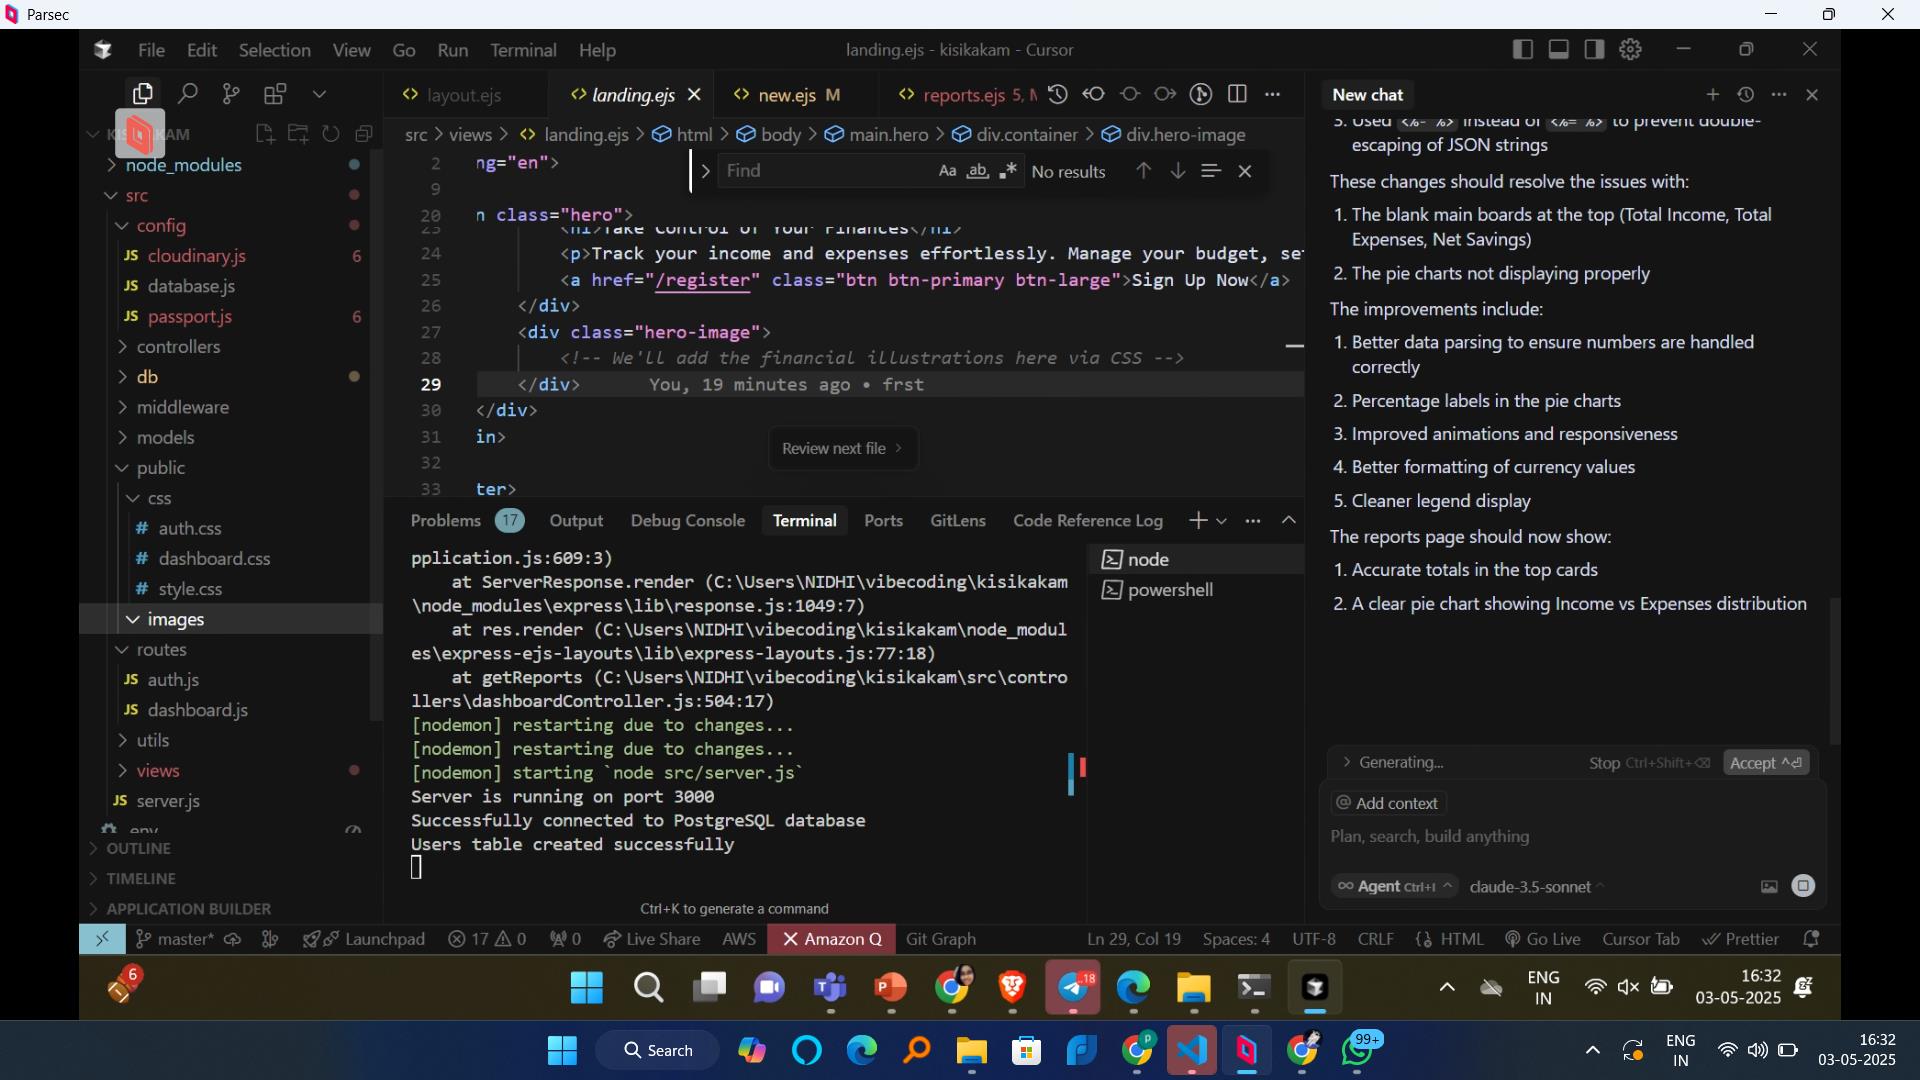 Parsec
File Edit Selection View Go Run Terminal Help
landing.ejs - kisikakam - Cursor
layout.ejs
landing.ejs
new.ejs M
reports.ejs 5, M
src > views > <> landing.ejs > html > body > main.hero > div.container > div.hero-image
node_modules
src
config
JS cloudinary.js 6
JS database.js
JS passport.js 6
controllers
db
middleware
models
public
css
# auth.css
# dashboard.css
# style.css
images
routes
JS auth.js
JS dashboard.js
utils
views
JS server.js
.env
OUTLINE
TIMELINE
APPLICATION BUILDER
Find Aa ab .* No results
2 ng="en">
9
20 n class="hero">
23 <h1>Take Control of Your Finances</h1>
24 <p>Track your income and expenses effortlessly. Manage your budget, set
25 <a href="/register" class="btn btn-primary btn-large">Sign Up Now</a>
26 </div>
27 <div class="hero-image">
28 <!-- We'll add the financial illustrations here via CSS -->
29 </div> You, 19 minutes ago • frst
30 </div>
31 in>
32
33 ter>
Review next file >
Problems 17 Output Debug Console Terminal Ports GitLens Code Reference Log
pplication.js:609:3)
at ServerResponse.render (C:\Users\NIDHI\vibecoding\kisikakam
\node_modules\express\lib\response.js:1049:7)
at res.render (C:\Users\NIDHI\vibecoding\kisikakam\node_modul
es\express-ejs-layouts\lib\express-layouts.js:77:18)
at getReports (C:\Users\NIDHI\vibecoding\kisikakam\src\contro
llers\dashboardController.js:504:17)
[nodemon] restarting due to changes...
[nodemon] restarting due to changes...
[nodemon] starting `node src/server.js`
Server is running on port 3000
Successfully connected to PostgreSQL database
Users table created successfully
Ctrl+K to generate a command
node
powershell
New chat
3. Used <%- %> instead of <%= %> to prevent double-
escaping of JSON strings
These changes should resolve the issues with:
1. The blank main boards at the top (Total Income, Total
Expenses, Net Savings)
2. The pie charts not displaying properly
The improvements include:
1. Better data parsing to ensure numbers are handled
correctly
2. Percentage labels in the pie charts
3. Improved animations and responsiveness
4. Better formatting of currency values
5. Cleaner legend display
The reports page should now show:
1. Accurate totals in the top cards
2. A clear pie chart showing Income vs Expenses distribution
Generating... Stop Ctrl+Shift+⌫ Accept ^⏎
@ Add context
Plan, search, build anything
∞ Agent Ctrl+I claude-3.5-sonnet
master* Launchpad 17 0 0 Live Share AWS Amazon Q Git Graph
Ln 29, Col 19 Spaces: 4 UTF-8 CRLF HTML Go Live Cursor Tab Prettier
6
18
ENG
IN
16:32
03-05-2025
Search
P
99+
ENG
IN
16:32
03-05-2025